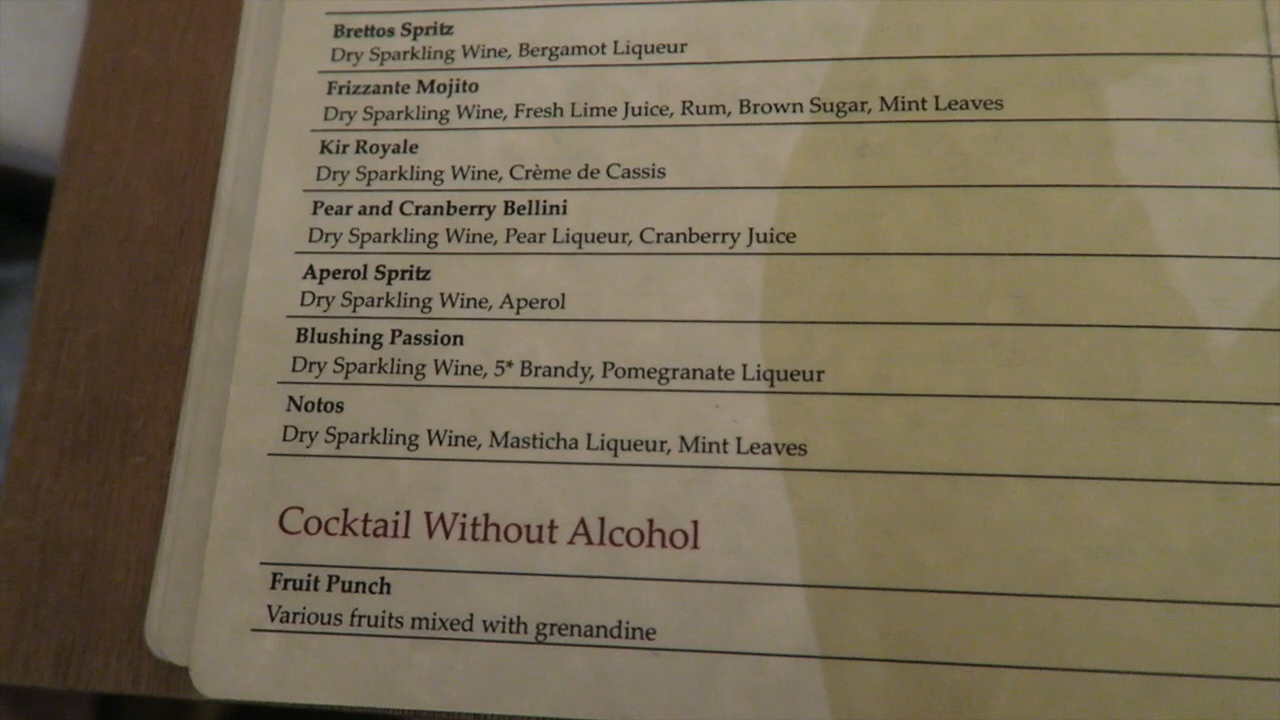 Brettos Spritz
Dry Sparkling Wine, Bergamot Liqueur
Frizzante Mojito
Dry Sparkling Wine, Fresh Lime Juice, Rum, Brown Sugar, Mint Leaves
Kir Royale
Dry Sparkling Wine, Crème de Cassis
Pear and Cranberry Bellini
Dry Sparkling Wine, Pear Liqueur, Cranberry Juice
Aperol Spritz
Dry Sparkling Wine, Aperol
Blushing Passion
Dry Sparkling Wine, 5* Brandy, Pomegranate Liqueur
Notos
Dry Sparkling Wine, Masticha Liqueur, Mint Leaves
Cocktail Without Alcohol
Fruit Punch
Various fruits mixed with grenandine